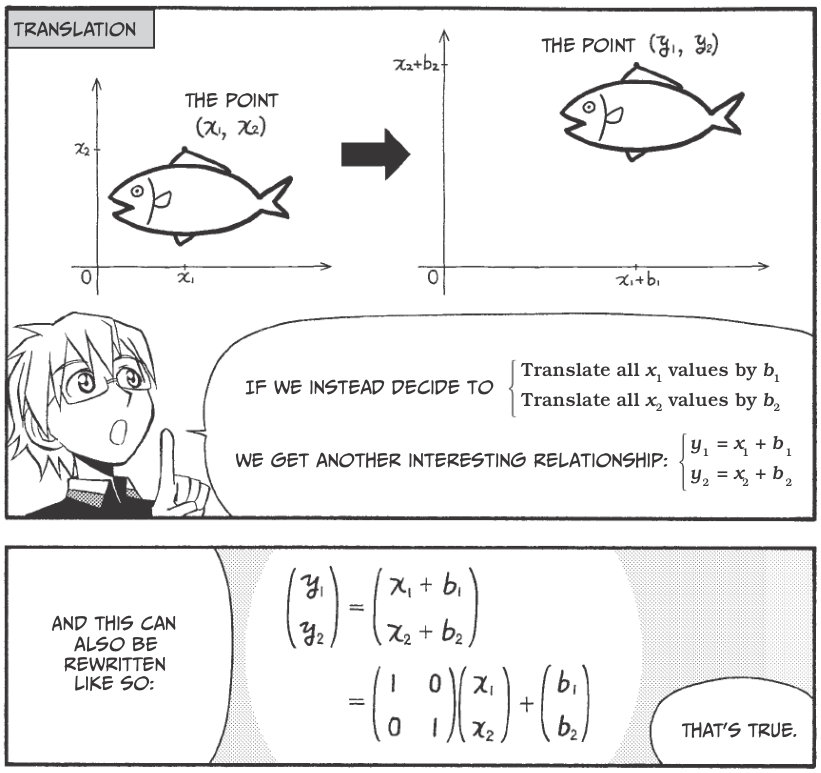 TRANSLATION
THE POINT
(x₁, x₂)
x₂
0
x₁
THE POINT (y₁, y₂)
x₂+b₂
0
x₁+b₁
IF WE INSTEAD DECIDE TO { Translate all x₁ values by b₁
Translate all x₂ values by b₂
WE GET ANOTHER INTERESTING RELATIONSHIP: { y₁ = x₁ + b₁
y₂ = x₂ + b₂
AND THIS CAN
ALSO BE
REWRITTEN
LIKE SO:
(y₁) = (x₁ + b₁)
(y₂) (x₂ + b₂)
= (1 0)(x₁) + (b₁)
(0 1)(x₂) (b₂)
THAT'S TRUE.